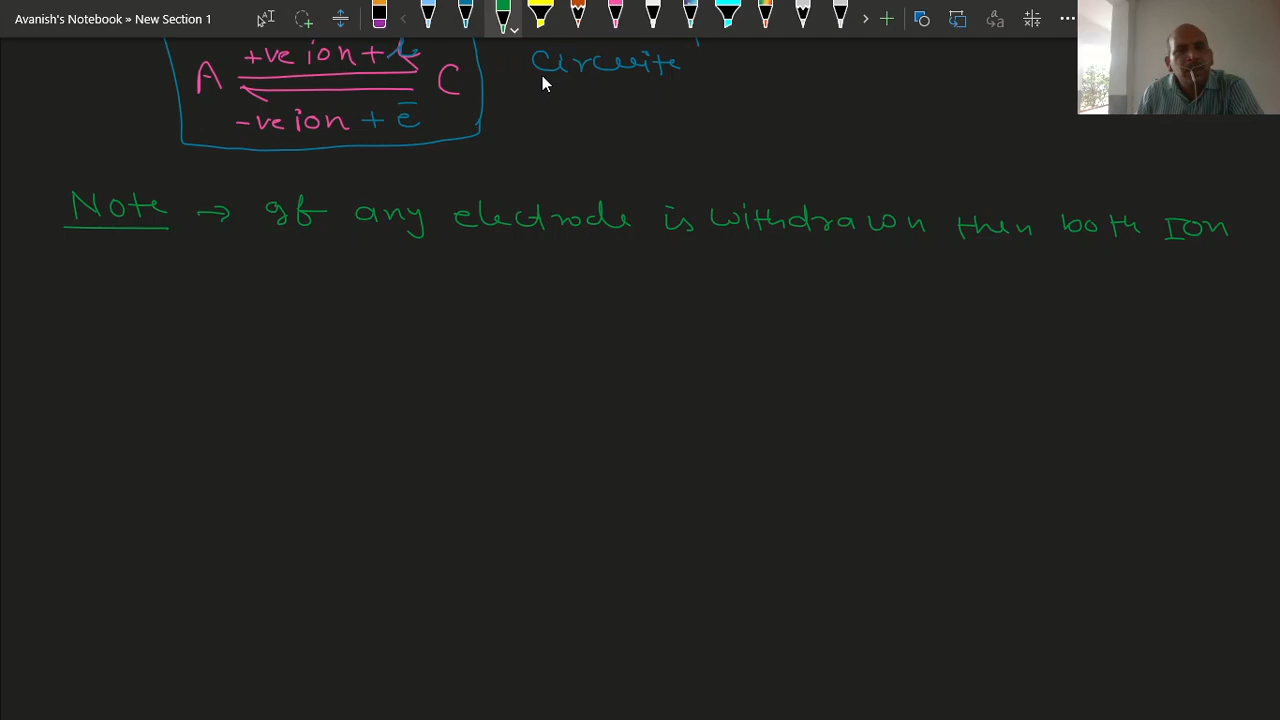 Avanish's Notebook » New Section 1
+ve ion +
Circuite
A C
-ve ion + e̅
Note → If any electrode is withdrawn then both Ion